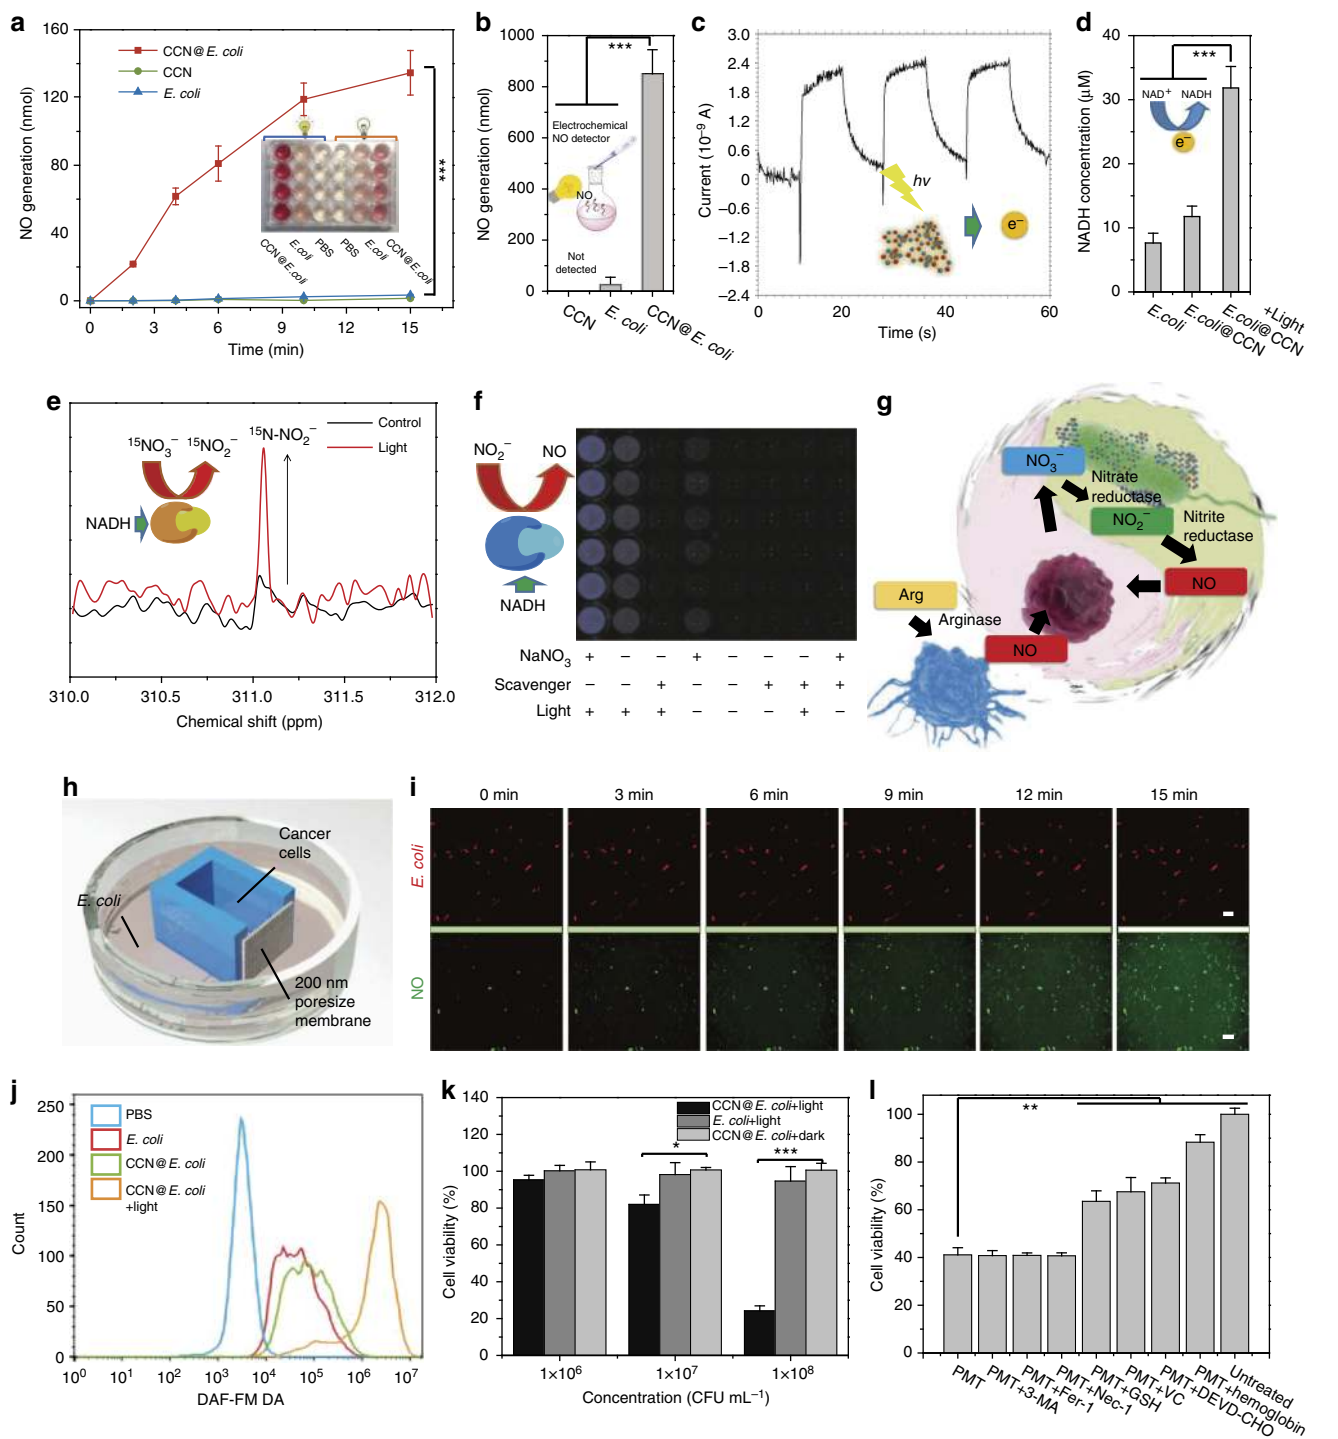 a
160
120
80
40
0
NO generation (nmol)
CCN@E. coli
CCN
E. coli
***
CCN@E.coli
E.coli
PBS
PBS
E.coli
CCN@E.coli
0 3 6 9 12 15
Time (min)
b
1000
800
600
400
200
0
NO generation (nmol)
***
Electrochemical
NO detector
NO
Not
detected
CCN
E. coli
CCN@E. coli
c
3.0
2.4
1.8
1.2
0.6
0
−0.6
−1.2
−1.8
−2.4
Current (10⁻⁹ A)
hv
e⁻
0 20 40 60
Time (s)
d
40
30
20
10
0
NADH concentration (μM)
***
NAD⁺ NADH
e⁻
E.coli
E.coli@CCN
E.coli@CCN
+Light
e
¹⁵NO₃⁻ ¹⁵NO₂⁻
¹⁵N-NO₂⁻
Control
Light
NADH
310.0 310.5 311.0 311.5 312.0
Chemical shift (ppm)
f
NO₂⁻ NO
NADH
NaNO₃ + − − + − − − +
Scavenger − − + − − + + +
Light + + + − − − + −
g
NO₃⁻
Nitrate
reductase
NO₂⁻
Nitrite
reductase
NO
Arg
Arginase
NO
h
Cancer
cells
E. coli
200 nm
poresize
membrane
i
0 min 3 min 6 min 9 min 12 min 15 min
E. coli
NO
j
250
200
150
100
50
0
Count
PBS
E. coli
CCN@E. coli
CCN@E. coli
+light
10⁰ 10¹ 10² 10³ 10⁴ 10⁵ 10⁶ 10⁷
DAF-FM DA
k
140
120
100
80
60
40
20
0
Cell viability (%)
CCN@E. coli+light
E. coli+light
CCN@E. coli+dark
*
***
1×10⁶ 1×10⁷ 1×10⁸
Concentration (CFU mL⁻¹)
l
100
80
60
40
20
0
Cell viability (%)
**
PMT
PMT+3-MA
PMT+Fer-1
PMT+Nec-1
PMT+GSH
PMT+VC
PMT+DEVD-CHO
PMT+hemoglobin
Untreated